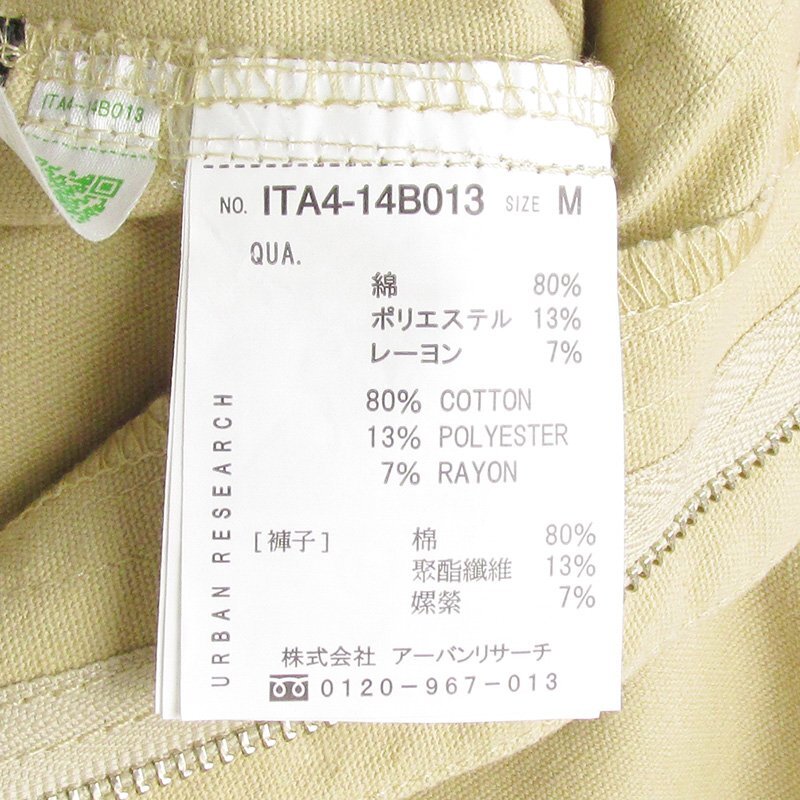 ITA4-14B013
NO. ITA4-14B013 SIZE M
QUA.
綿 80%
ポリエステル 13%
レーヨン 7%
80% COTTON
13% POLYESTER
7% RAYON
[褲子] 棉 80%
聚酯纖維 13%
嫘縈 7%
URBAN RESEARCH
株式会社 アーバンリサーチ
0120-967-013